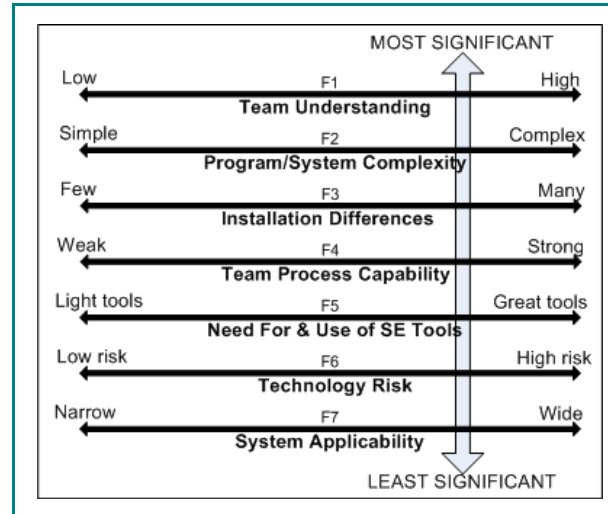 MOST SIGNIFICANT
Low F1 High
Team Understanding
Simple F2 Complex
Program/System Complexity
Few F3 Many
Installation Differences
Weak F4 Strong
Team Process Capability
Light tools F5 Great tools
Need For & Use of SE Tools
Low risk F6 High risk
Technology Risk
Narrow F7 Wide
System Applicability
LEAST SIGNIFICANT